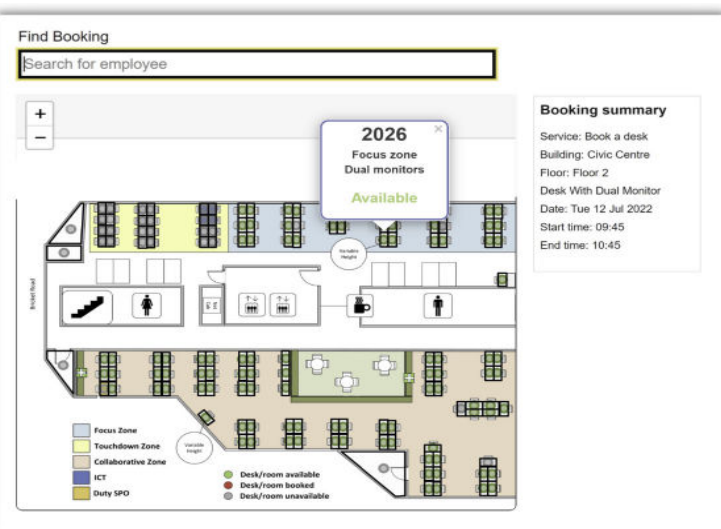 Find Booking
Search for employee
+
−
2026
×
Focus zone
Dual monitors
Available
Booking summary
Service: Book a desk
Building: Civic Centre
Floor: Floor 2
Desk With Dual Monitor
Date: Tue 12 Jul 2022
Start time: 09:45
End time: 10:45
Variable
Height
Bricket Road
Focus Zone
Touchdown Zone
Collaborative Zone
ICT
Duty SPO
Variable
Height
Desk/room available
Desk/room booked
Desk/room unavailable